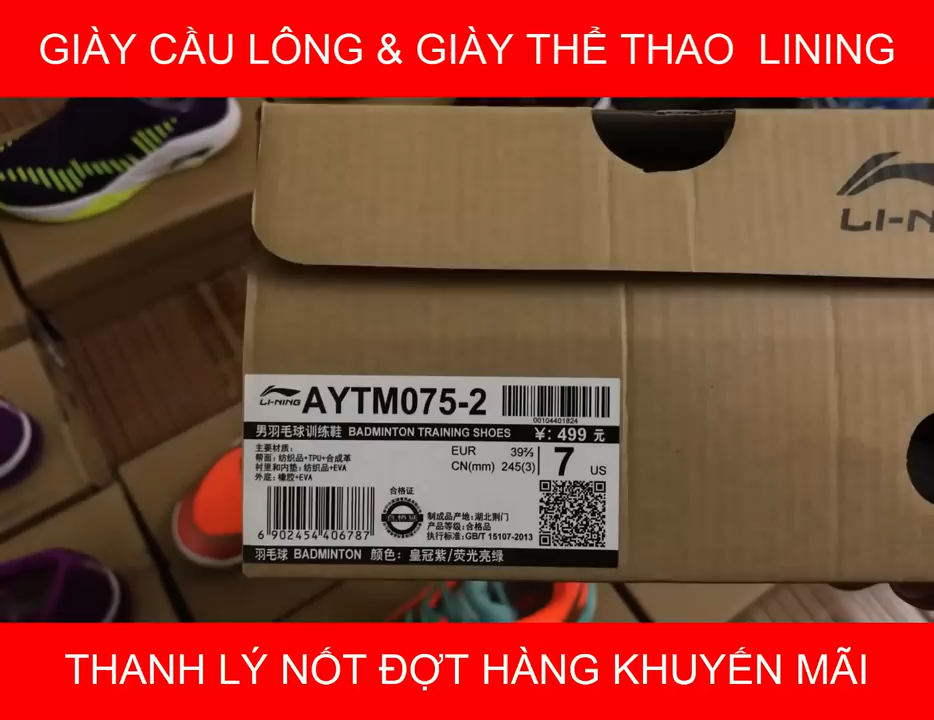 GIÀY CẦU LÔNG & GIÀY THỂ THAO LINING
LI-N
LI-NING AYTM075-2
00104401824
男羽毛球训练鞋 BADMINTON TRAINING SHOES ￥: 499 元
主要材质:
帮面: 纺织品+TPU+合成革
衬里和内垫: 纺织品+EVA
外底: 橡胶+EVA
EUR 39⅔
CN(mm) 245(3)
7 US
合格证
6 902454 406787
制成品产地: 湖北荆门
产品等级: 合格品
执行标准: GB/T 15107-2013
羽毛球 BADMINTON 颜色: 皇冠紫/荧光亮绿
THANH LÝ NỐT ĐỢT HÀNG KHUYẾN MÃI